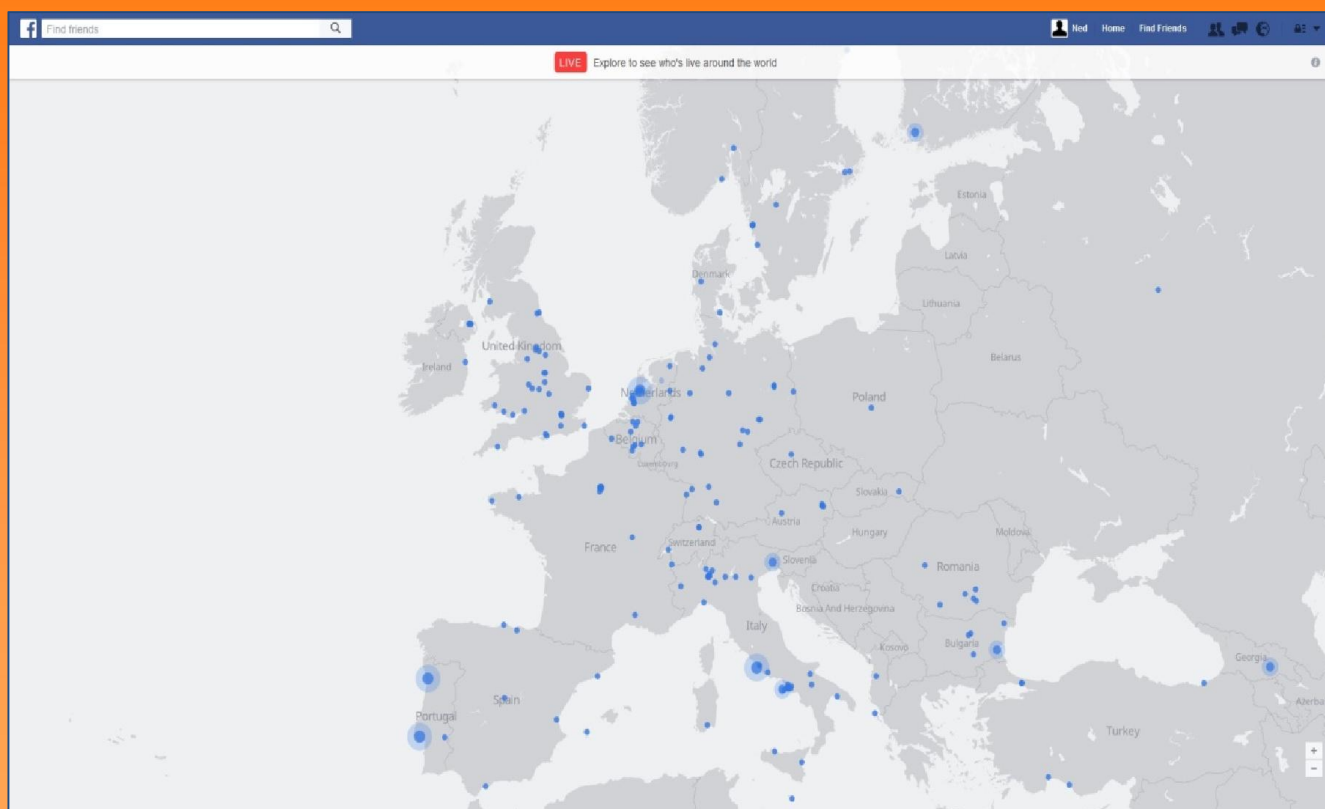 f
Find friends
Ned Home Find Friends
LIVE Explore to see who's live around the world
Estonia
Latvia
Denmark
Lithuania
United Kingdom
Ireland
Belarus
Netherlands
Poland
Belgium
Luxembourg
Czech Republic
Slovakia
Austria
Hungary
Moldova
Switzerland
France
Slovenia
Romania
Croatia
Bosnia And Herzegovina
Italy
Kosovo
Bulgaria
Georgia
Spain
Azerba
Portugal
Turkey
+
−